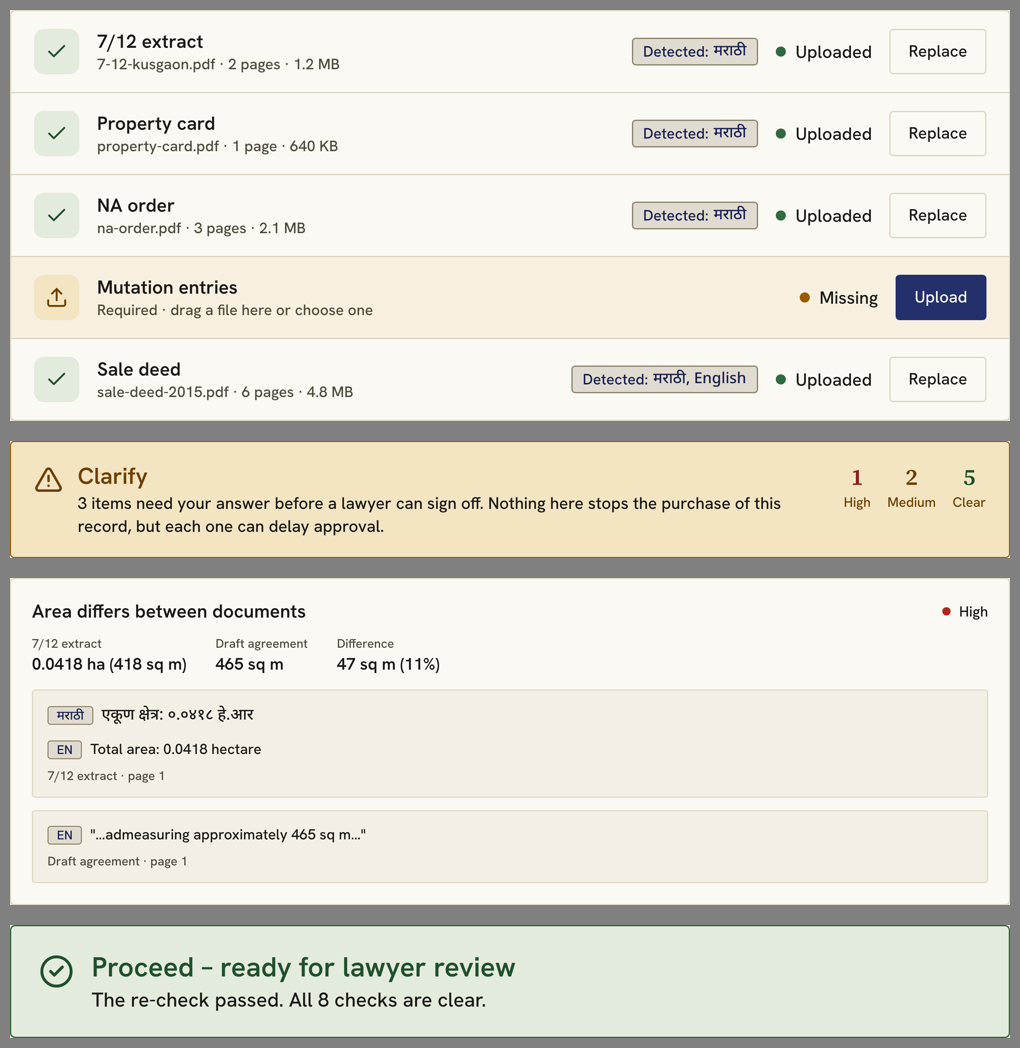 7/12 extract
7-12-kusgaon.pdf · 2 pages · 1.2 MB
Detected: मराठी
Uploaded
Replace
Property card
property-card.pdf · 1 page · 640 KB
Detected: मराठी
Uploaded
Replace
NA order
na-order.pdf · 3 pages · 2.1 MB
Detected: मराठी
Uploaded
Replace
Mutation entries
Required · drag a file here or choose one
Missing
Upload
Sale deed
sale-deed-2015.pdf · 6 pages · 4.8 MB
Detected: मराठी, English
Uploaded
Replace
Clarify
3 items need your answer before a lawyer can sign off. Nothing here stops the purchase of this
record, but each one can delay approval.
1
High
2
Medium
5
Clear
Area differs between documents
High
7/12 extract
0.0418 ha (418 sq m)
Draft agreement
465 sq m
Difference
47 sq m (11%)
मराठी एकूण क्षेत्र: ०.०४१८ हे.आर
EN Total area: 0.0418 hectare
7/12 extract · page 1
EN "...admeasuring approximately 465 sq m..."
Draft agreement · page 1
Proceed – ready for lawyer review
The re-check passed. All 8 checks are clear.